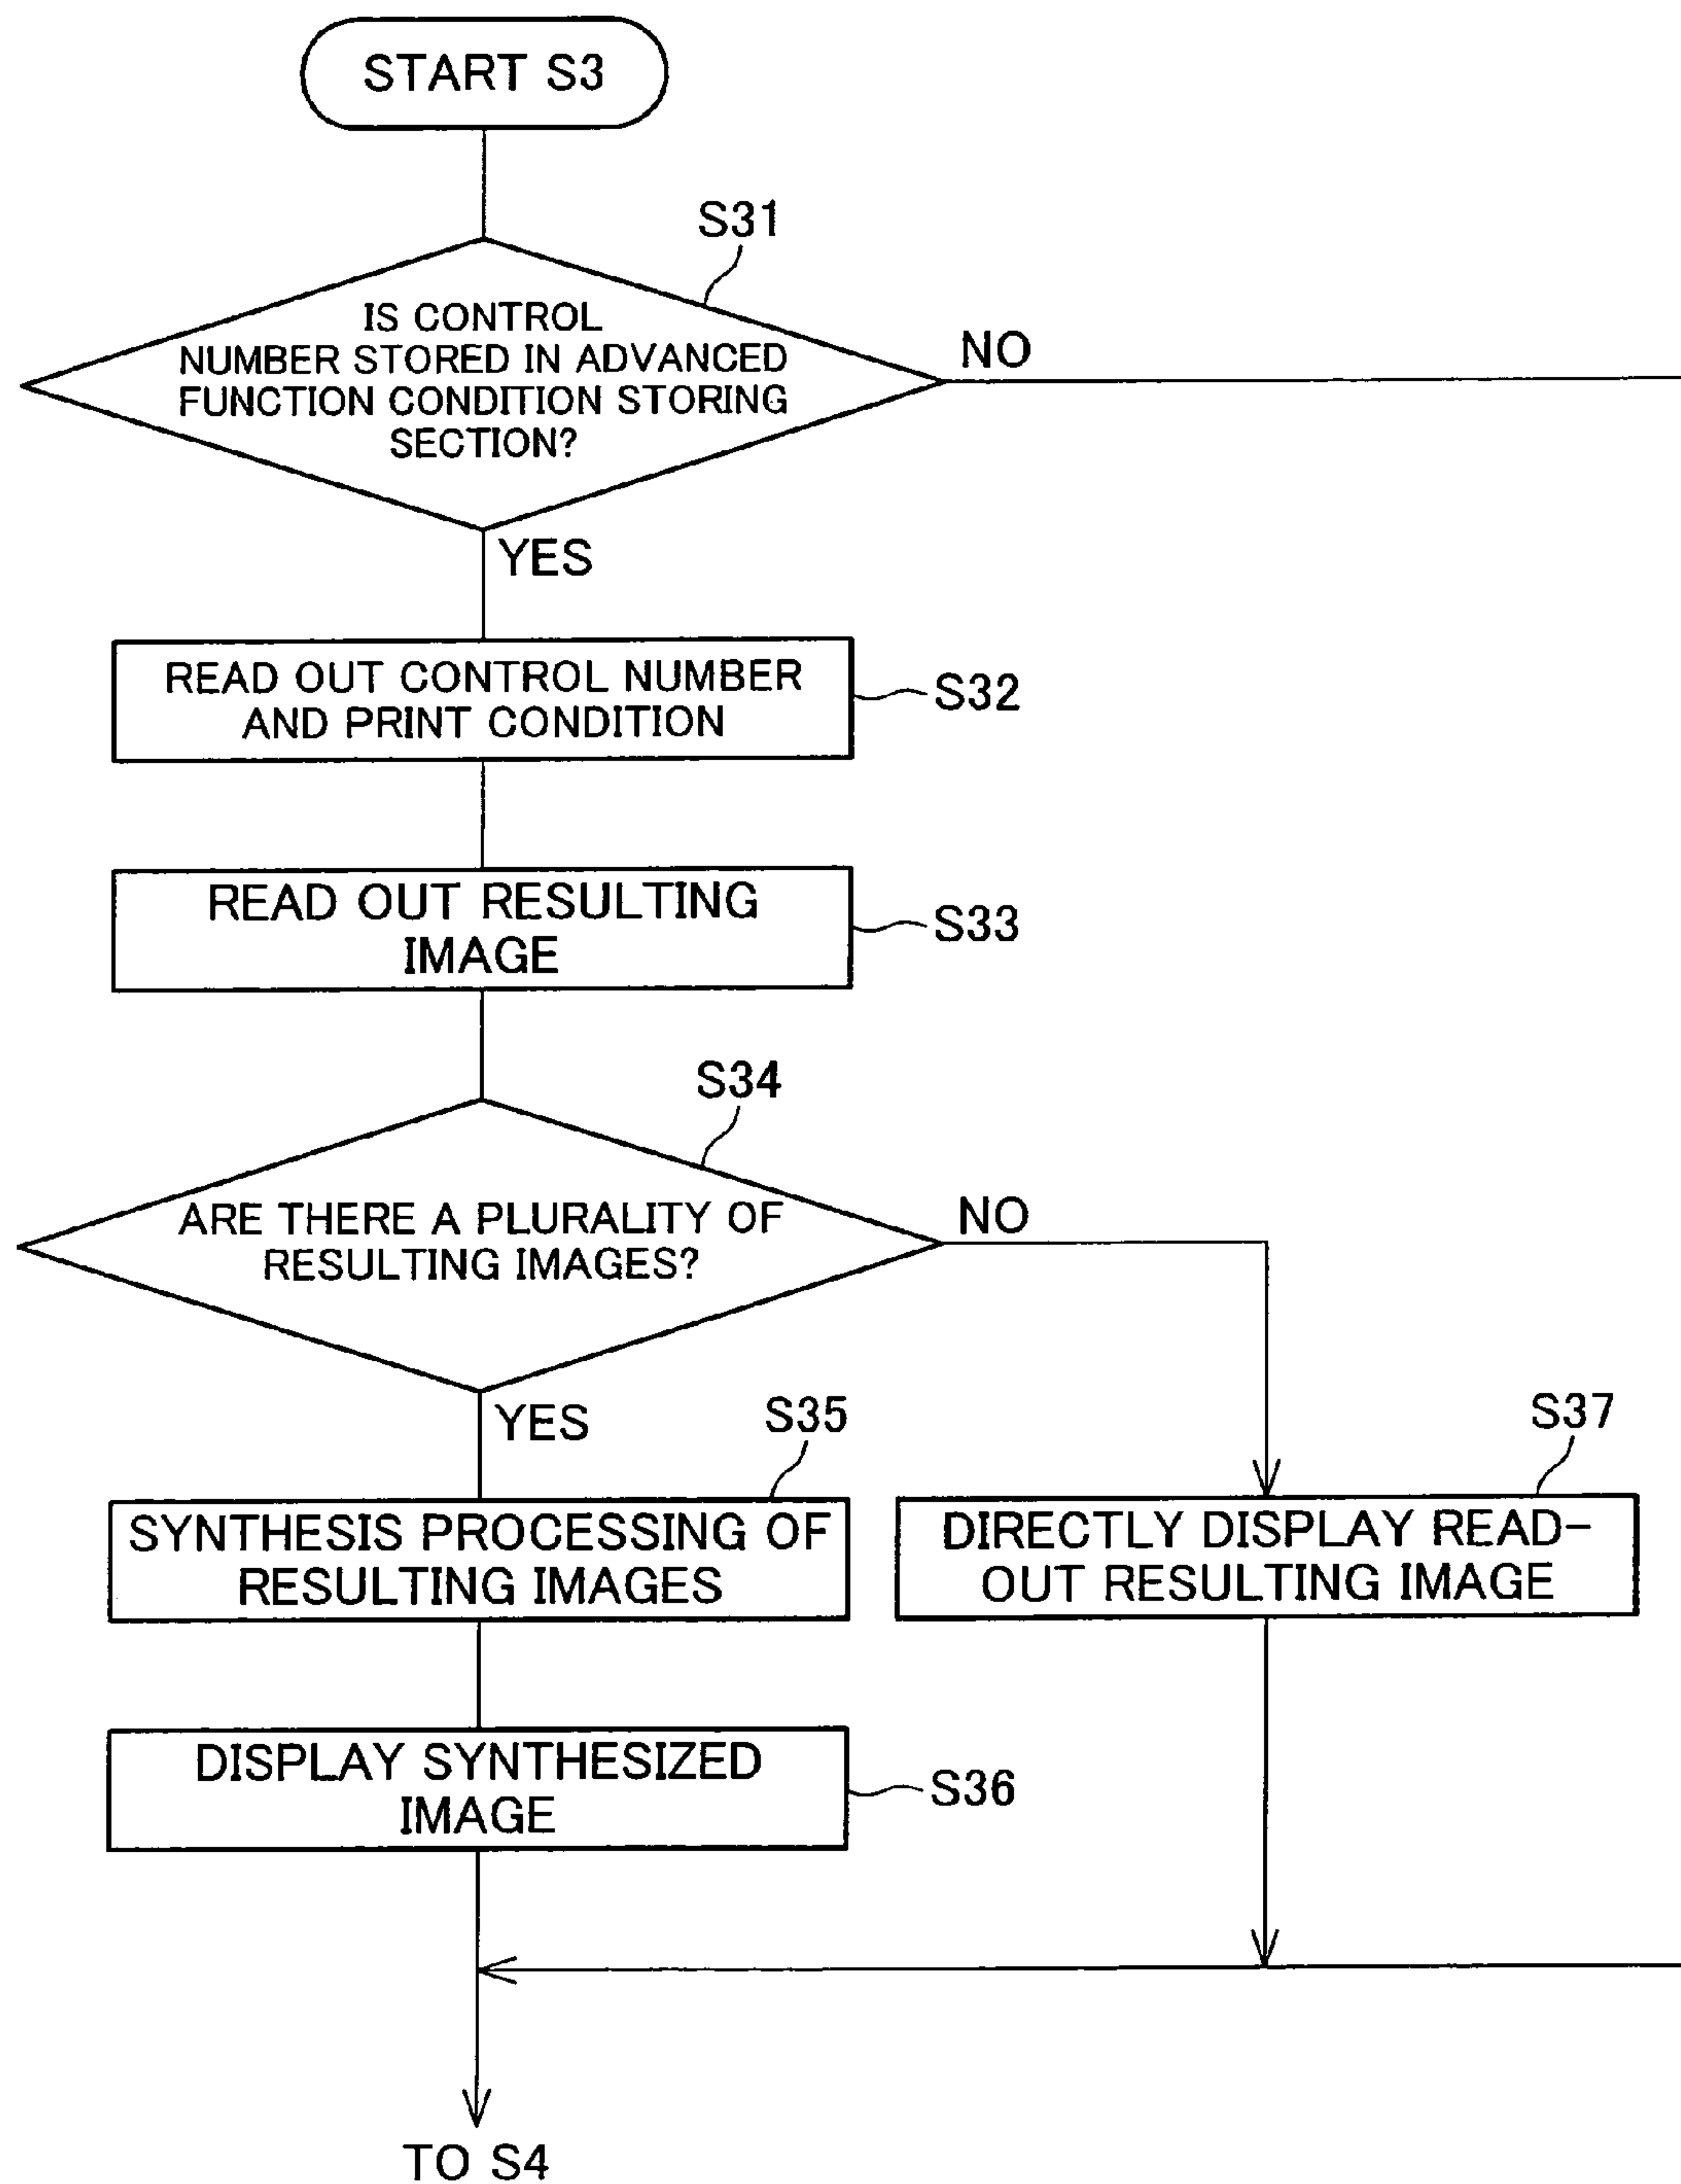 START S3
S31
IS CONTROL
NUMBER STORED IN ADVANCED
FUNCTION CONDITION STORING
SECTION?
NO
YES
READ OUT CONTROL NUMBER
AND PRINT CONDITION
S32
READ OUT RESULTING
IMAGE
S33
S34
ARE THERE A PLURALITY OF
RESULTING IMAGES?
NO
YES
S35
SYNTHESIS PROCESSING OF
RESULTING IMAGES
S37
DIRECTLY DISPLAY READ-
OUT RESULTING IMAGE
DISPLAY SYNTHESIZED
IMAGE
S36
TO S4